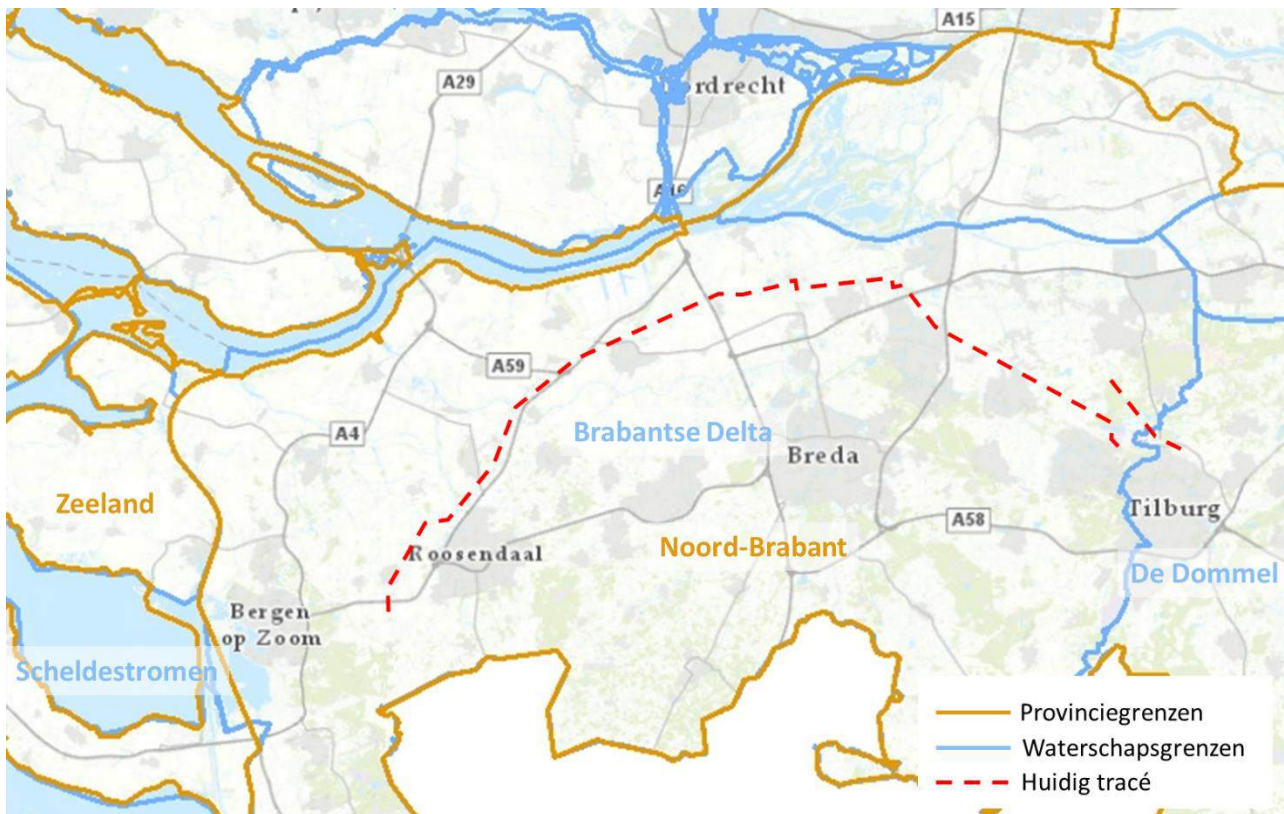 A15
A29
rdrecht
A16
A59
A4
Brabantse Delta
Breda
Zeeland
A58
Tilburg
Roosendaal
Noord-Brabant
De Dommel
Bergen
op Zoom
Scheldestromen
Provinciegrenzen
Waterschapsgrenzen
Huidig tracé